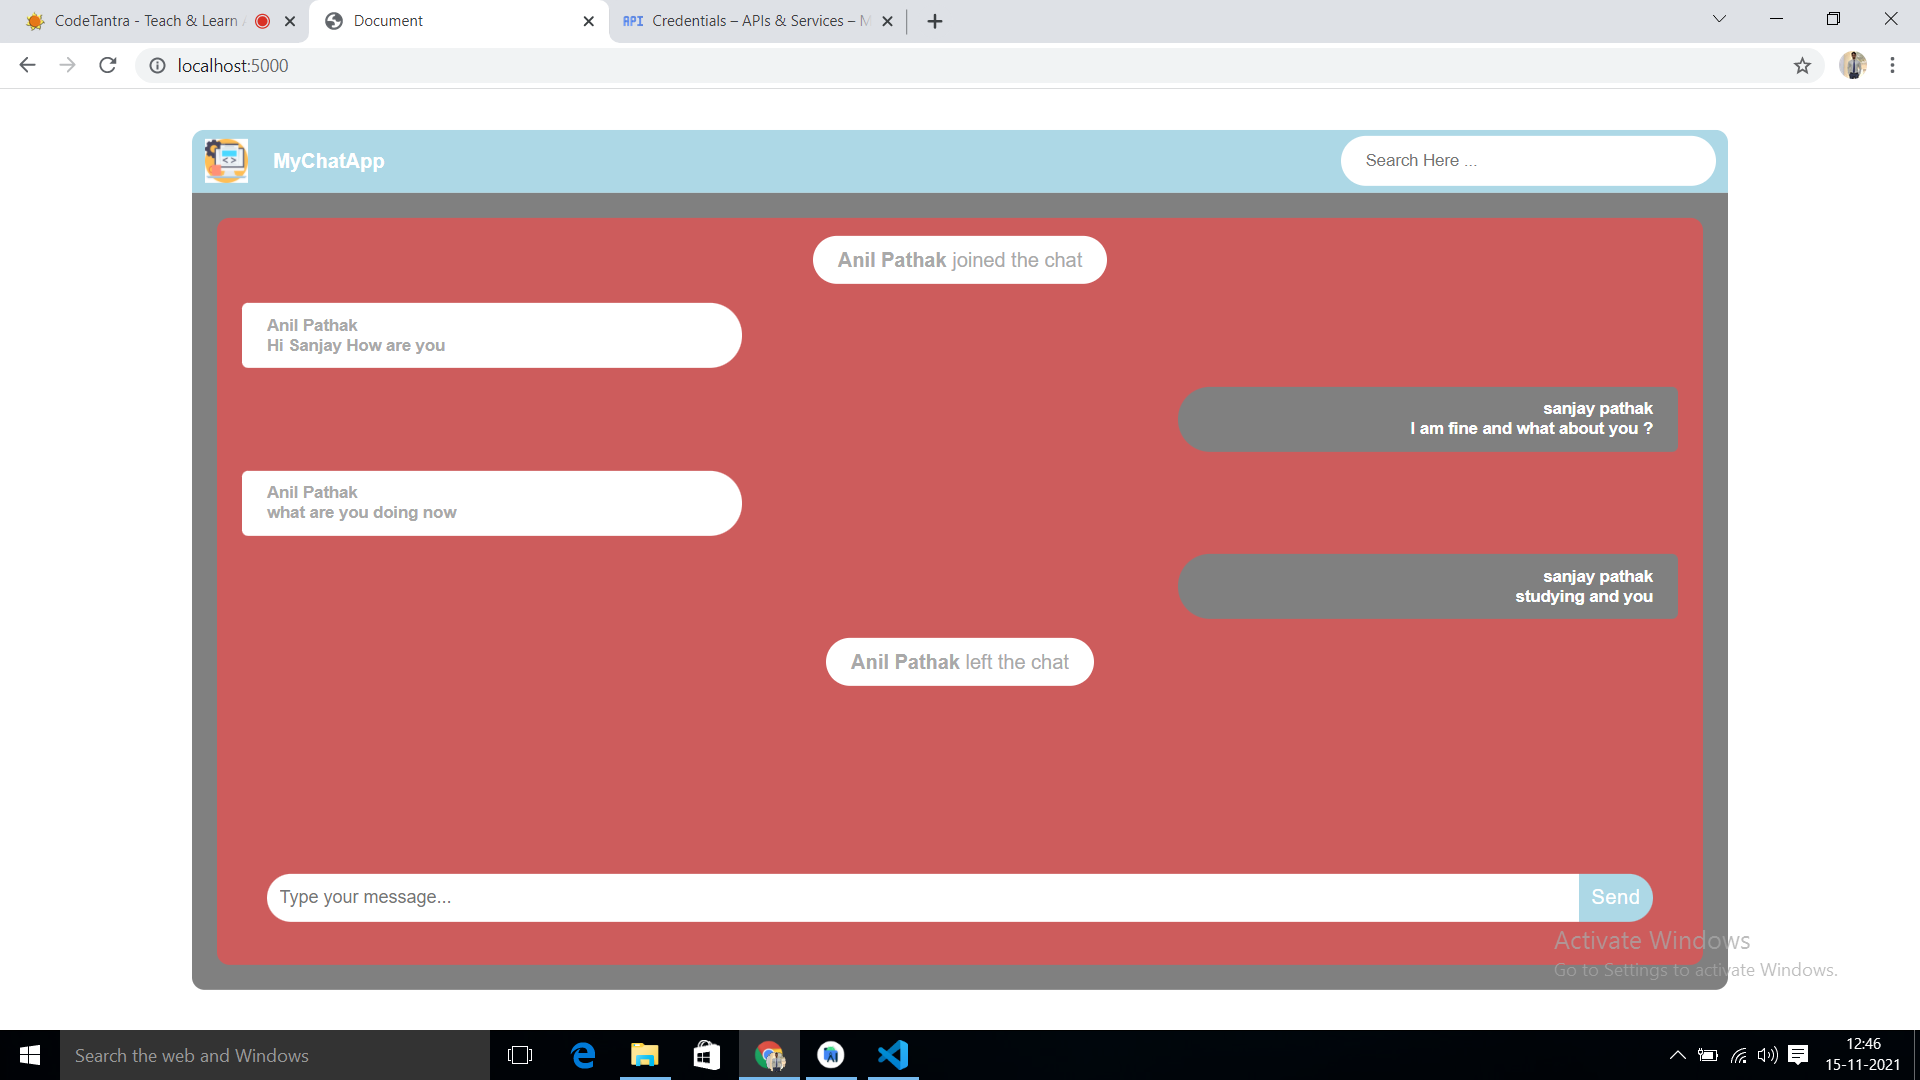 CodeTantra - Teach & Learn
Document
API
Credentials – APIs & Services –
localhost:5000
MyChatApp
Search Here ...
Anil Pathak joined the chat
Anil Pathak
Hi Sanjay How are you
sanjay pathak
I am fine and what about you ?
Anil Pathak
what are you doing now
sanjay pathak
studying and you
Anil Pathak left the chat
Type your message...
Send
Activate Windows
Go to Settings to activate Windows.
Search the web and Windows
12:46
15-11-2021